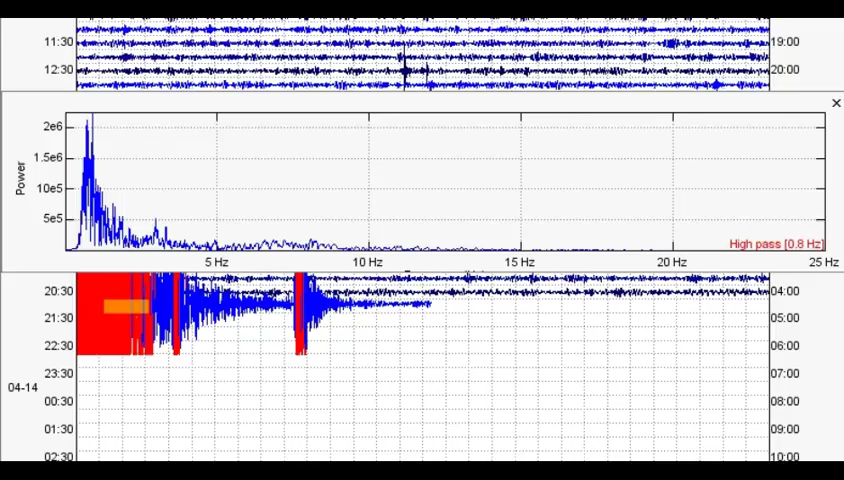 11:30 19:00
12:30 20:00
×
2e6
1.5e6
Power
10e5
5e5
High pass [0.8 Hz]
5 Hz 10 Hz 15 Hz 20 Hz 25 Hz
20:30 04:00
21:30 05:00
22:30 06:00
23:30 07:00
04-14
00:30 08:00
01:30 09:00
02:30 10:00